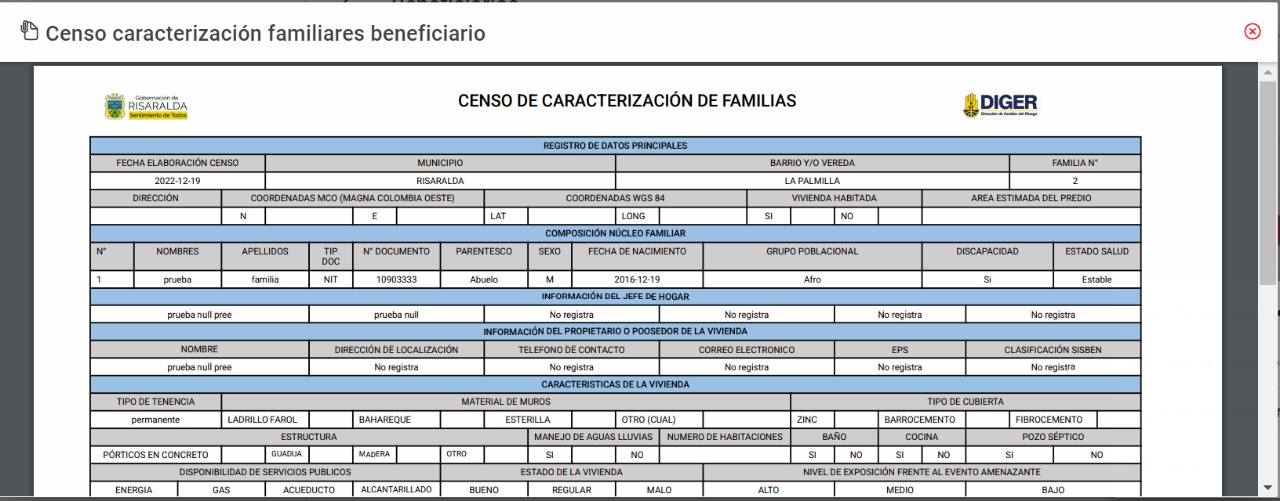 Censo caracterización familiares beneficiario
Gobernación de
RISARALDA
Sentimiento de Todos
CENSO DE CARACTERIZACIÓN DE FAMILIAS
DIGER
Dirección de Gestión del Riesgo
REGISTRO DE DATOS PRINCIPALES
FECHA ELABORACIÓN CENSO MUNICIPIO BARRIO Y/O VEREDA FAMILIA N°
2022-12-19 RISARALDA LA PALMILLA 2
DIRECCIÓN COORDENADAS MCO (MAGNA COLOMBIA OESTE) COORDENADAS WGS 84 VIVIENDA HABITADA AREA ESTIMADA DEL PREDIO
N E LAT LONG SI NO
COMPOSICIÓN NÚCLEO FAMILIAR
N° NOMBRES APELLIDOS TIP DOC N° DOCUMENTO PARENTESCO SEXO FECHA DE NACIMIENTO GRUPO POBLACIONAL DISCAPACIDAD ESTADO SALUD
1 prueba familia NIT 10903333 Abuelo M 2016-12-19 Afro Si Estable
INFORMACIÓN DEL JEFE DE HOGAR
prueba null pree prueba null No registra No registra No registra No registra
INFORMACIÓN DEL PROPIETARIO O POOSEDOR DE LA VIVIENDA
NOMBRE DIRECCIÓN DE LOCALIZACIÓN TELEFONO DE CONTACTO CORREO ELECTRONICO EPS CLASIFICACIÓN SISBEN
prueba null pree No registra No registra No registra No registra No registra
CARACTERISTICAS DE LA VIVIENDA
TIPO DE TENENCIA MATERIAL DE MUROS TIPO DE CUBIERTA
permanente LADRILLO FAROL BAHAREQUE ESTERILLA OTRO (CUAL) ZINC BARROCEMENTO FIBROCEMENTO
ESTRUCTURA MANEJO DE AGUAS LLUVIAS NUMERO DE HABITACIONES BAÑO COCINA POZO SÉPTICO
PÓRTICOS EN CONCRETO GUADUA MADERA OTRO SI NO SI NO SI NO SI NO
DISPONIBILIDAD DE SERVICIOS PUBLICOS ESTADO DE LA VIVIENDA NIVEL DE EXPOSICIÓN FRENTE AL EVENTO AMENAZANTE
ENERGIA GAS ACUEDUCTO ALCANTARILLADO BUENO REGULAR MALO ALTO MEDIO BAJO